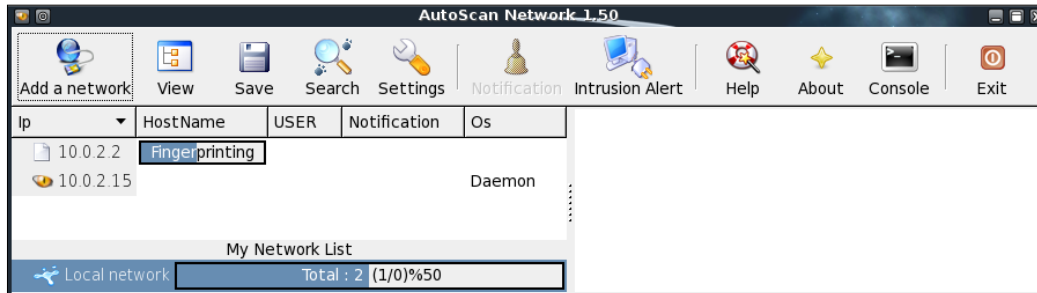 AutoScan Network 1.50
Add a network View Save Search Settings Notification Intrusion Alert Help About Console Exit
Ip HostName USER Notification Os
10.0.2.2 Fingerprinting
10.0.2.15 Daemon
My Network List
Local network Total : 2 (1/0)%50